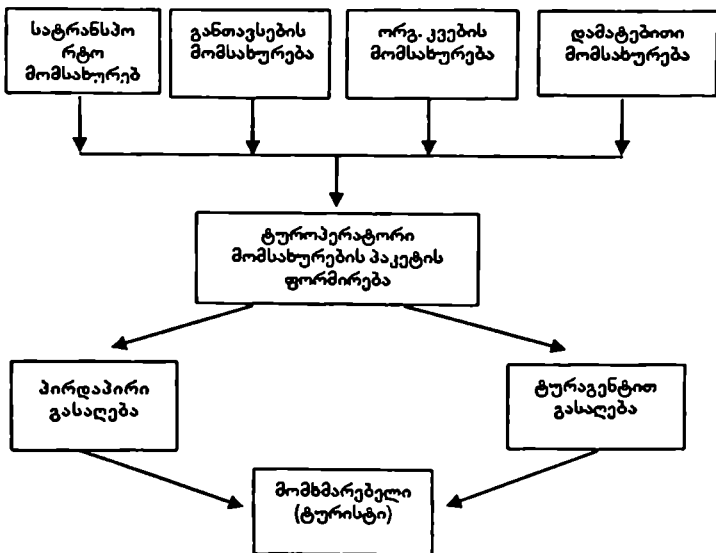 სატრანსპო
რტო
მომსახურებ
განთავსების
მომსახურება
ორგ. კვების
მომსახურება
დამატებითი
მომსახურება
ტუროპერატორი
მომსახურების პაკეტის
ფორმირება
პირდაპირი
გასაღება
ტურაგენტით
გასაღება
მომხმარებელი
(ტურისტი)